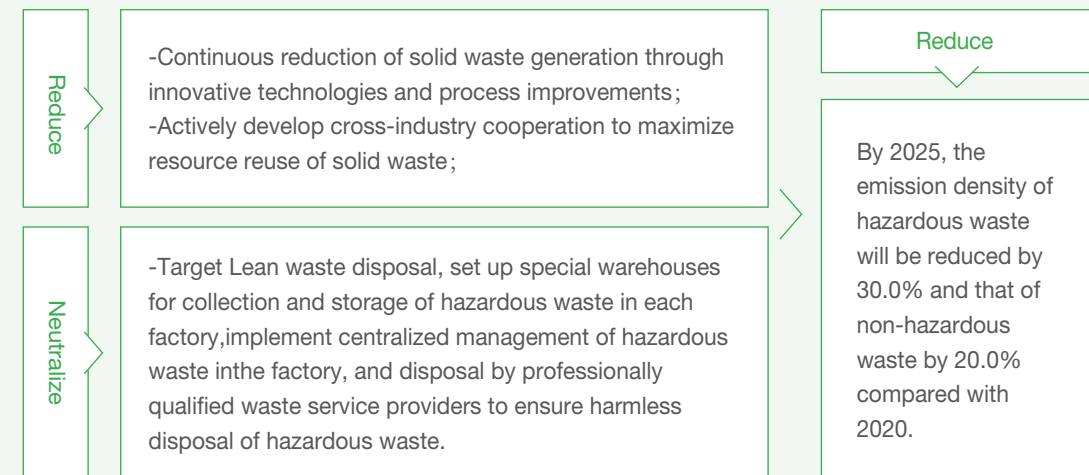 Reduce
-Continuous reduction of solid waste generation through
innovative technologies and process improvements;
-Actively develop cross-industry cooperation to maximize
resource reuse of solid waste;
Neutralize
-Target Lean waste disposal, set up special warehouses
for collection and storage of hazardous waste in each
factory,implement centralized management of hazardous
waste inthe factory, and disposal by professionally
qualified waste service providers to ensure harmless
disposal of hazardous waste.
Reduce
By 2025, the
emission density of
hazardous waste
will be reduced by
30.0% and that of
non-hazardous
waste by 20.0%
compared with
2020.